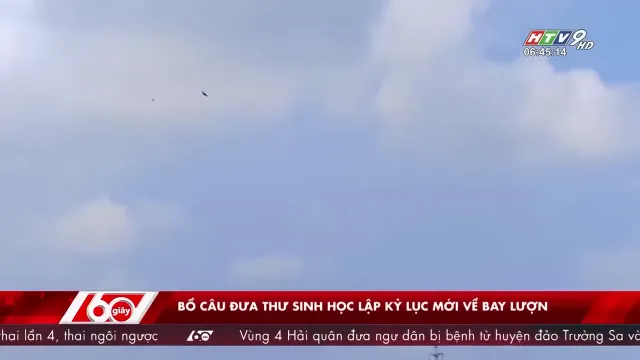 HTV9 HD
06:45:14
60 giây
BỒ CÂU ĐƯA THƯ SINH HỌC LẬP KỶ LỤC MỚI VỀ BAY LƯỢN
thai lần 4, thai ngôi ngược 60 Vùng 4 Hải quân đưa ngư dân bị bệnh từ huyện đảo Trường Sa và